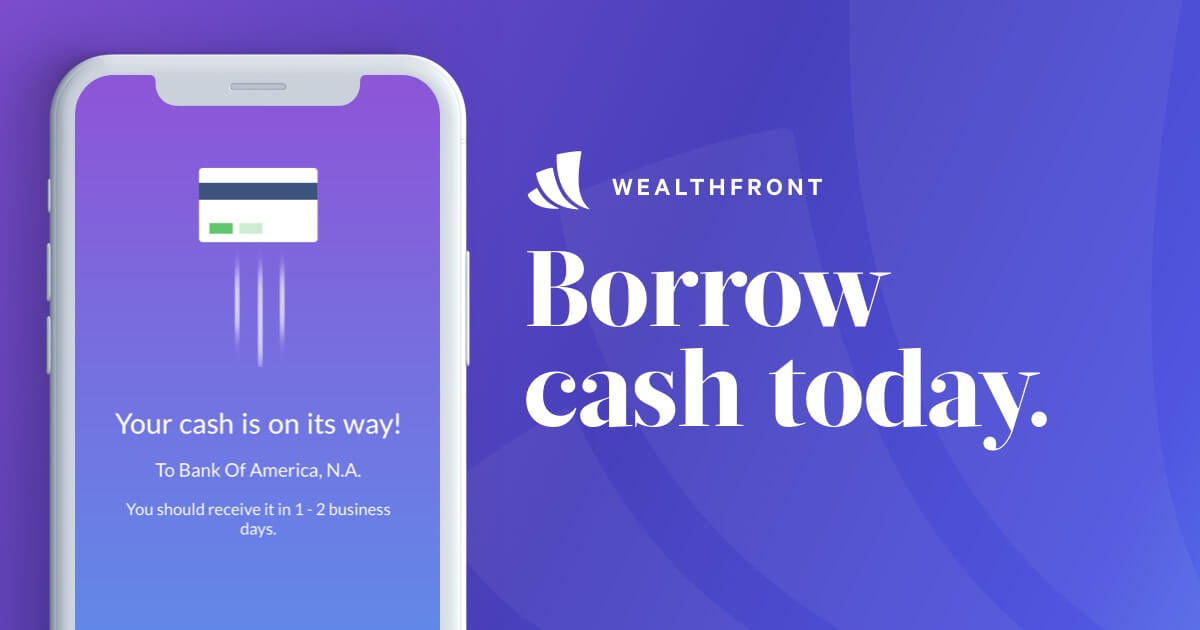 Your cash is on its way!
To Bank Of America, N.A.
You should receive it in 1 - 2 business
days.
WEALTHFRONT
Borrow
cash today.